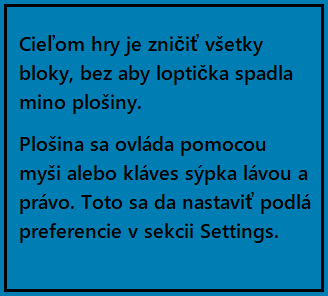 Cieľom hry je zničiť všetky
bloky, bez aby loptička spadla
mino plošiny.
Plošina sa ovláda pomocou
myši alebo kláves sýpka lávou a
právo. Toto sa da nastaviť podlá
preferencie v sekcii Settings.